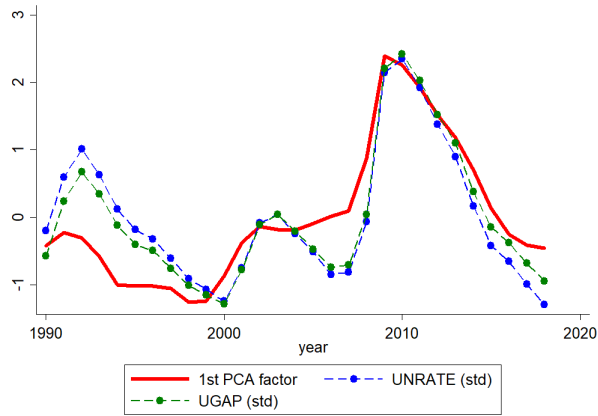 3
2
1
0
-1
1990
2000
2010
2020
year
1st PCA factor
UNRATE (std)
UGAP (std)